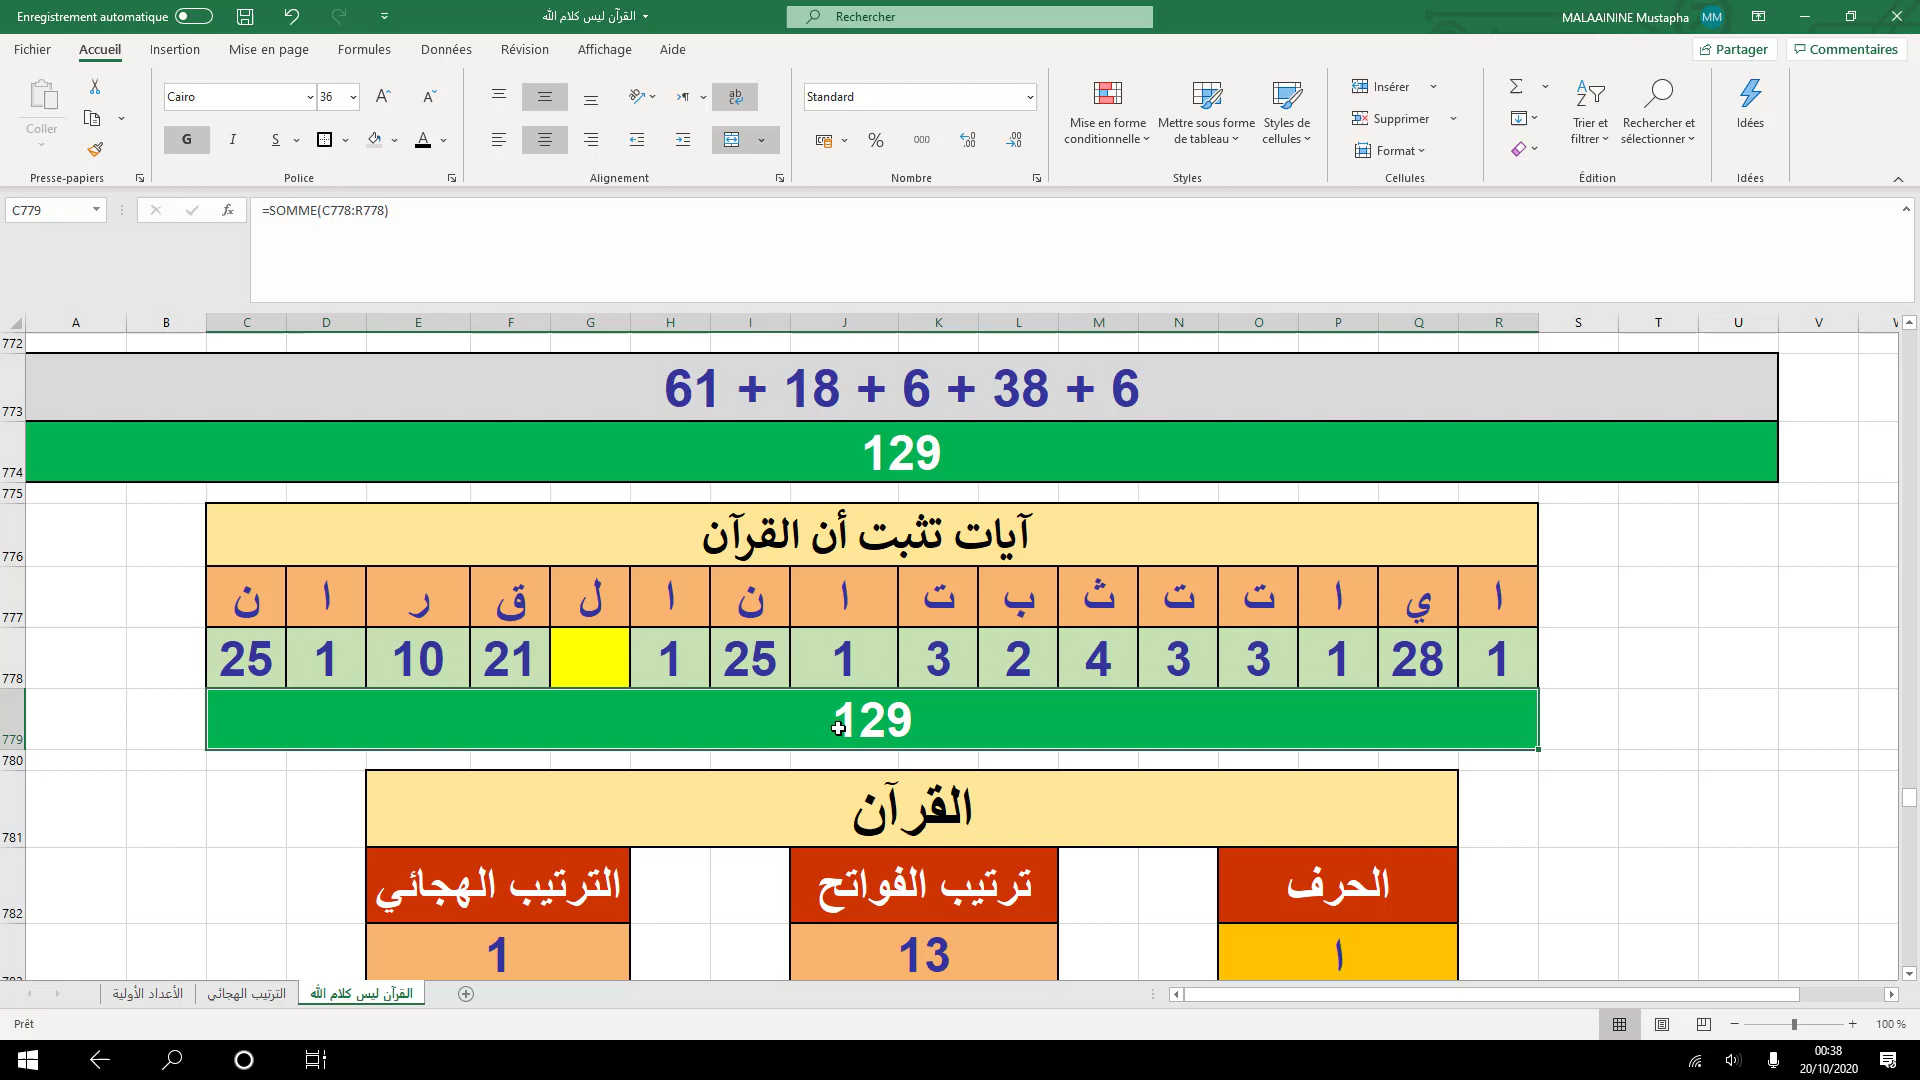 Enregistrement automatique
القرآن ليس كلام الله
Rechercher
MALAAININE Mustapha MM
Fichier Accueil Insertion Mise en page Formules Données Révision Affichage Aide
Partager Commentaires
Coller
Presse-papiers
Cairo 36
G I S
Police
Alignement
Standard
% 000
Nombre
Mise en forme conditionnelle
Mettre sous forme de tableau
Styles de cellules
Styles
Insérer
Supprimer
Format
Cellules
Trier et filtrer
Rechercher et sélectionner
Édition
Idées
Idées
C779 fx =SOMME(C778:R778)
A B C D E F G H I J K L M N O P Q R S T U V
772
773 61 + 18 + 6 + 38 + 6
774 129
775
776 آيات تثبت أن القرآن
777 ا ي ا ت ت ث ب ت ا ن ا ل ق ر ا ن
778 25 1 10 21 1 25 1 3 2 4 3 3 1 28 1
779 129
780
781 القرآن
782 الحرف ترتيب الفواتح الترتيب الهجائي
ا 13 1
الأعداد الأولية الترتيب الهجائي القرآن ليس كلام الله
Prêt
100 %
00:38
20/10/2020